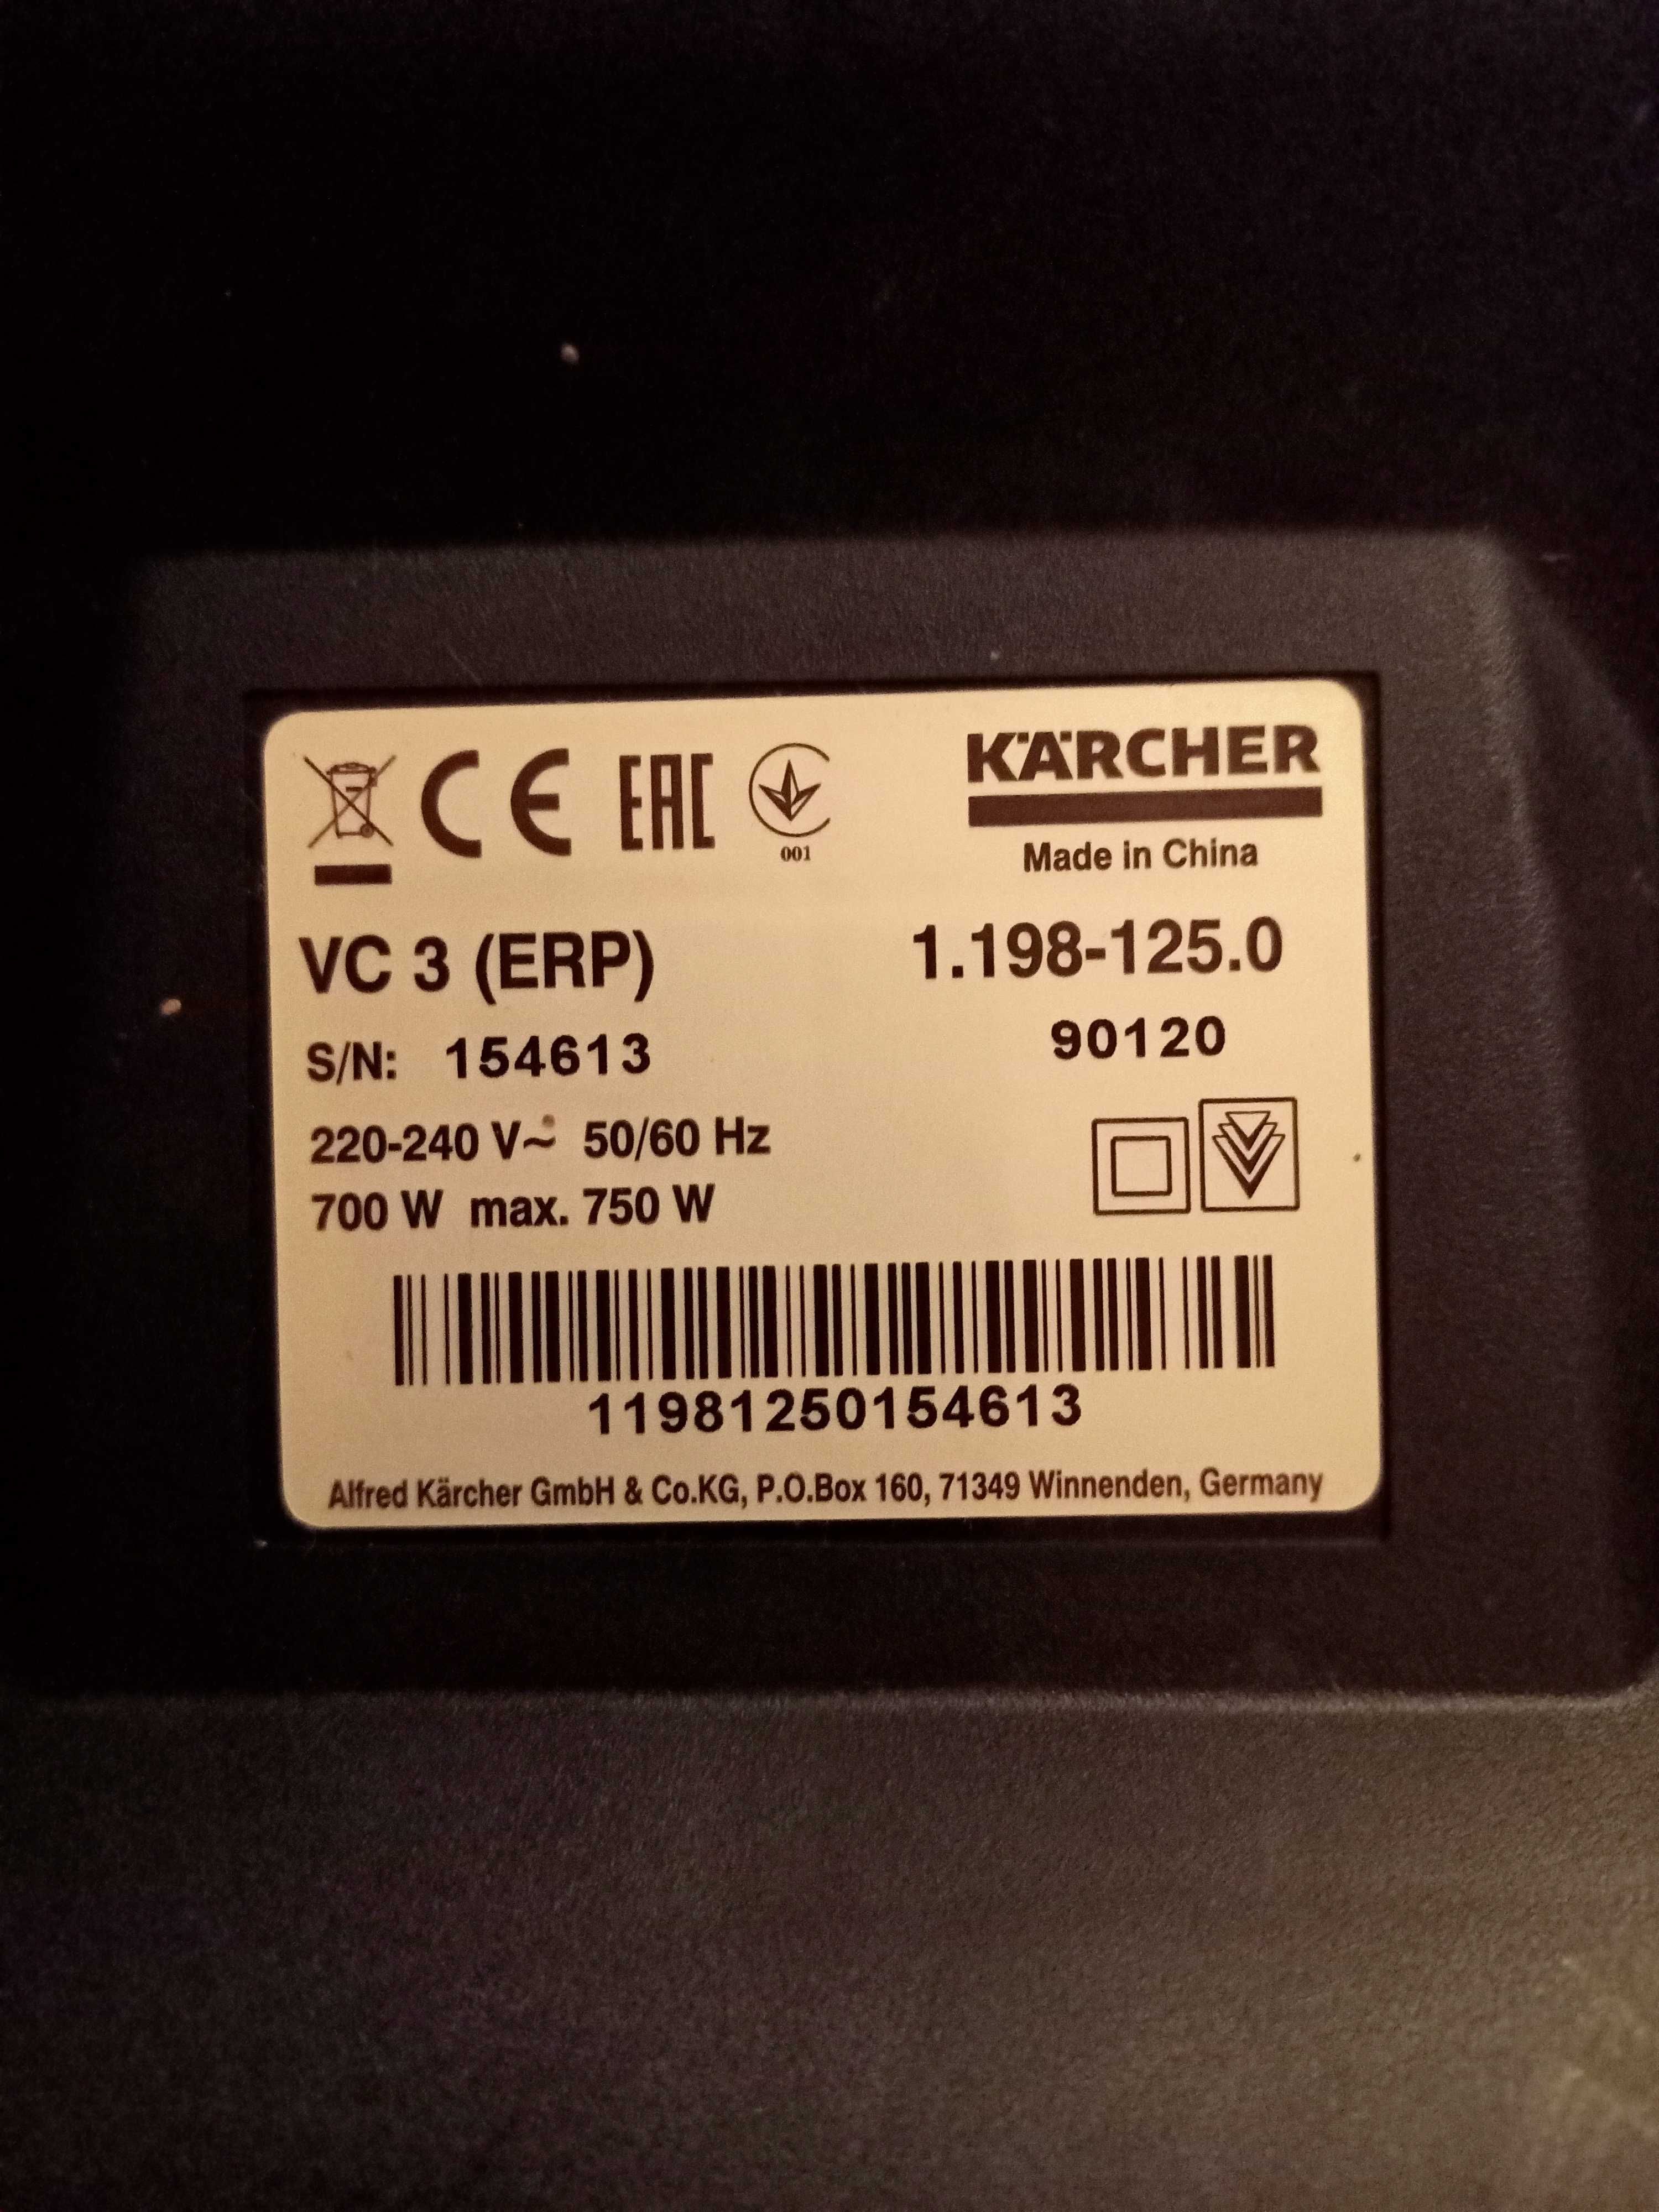 CE EAC
001
KÄRCHER
Made in China
VC 3 (ERP) 1.198-125.0
S/N: 154613 90120
220-240 V~ 50/60 Hz
700 W max. 750 W
11981250154613
Alfred Kärcher GmbH & Co.KG, P.O.Box 160, 71349 Winnenden, Germany